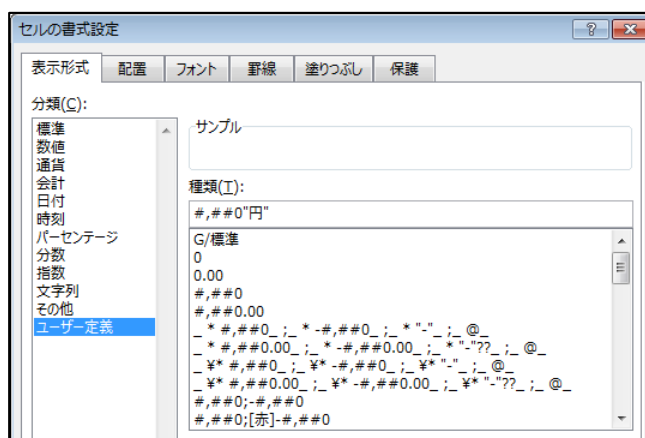 セルの書式設定
表示形式 配置 フォント 罫線 塗りつぶし 保護
分類(C):
標準
数値
通貨
会計
日付
時刻
パーセンテージ
分数
指数
文字列
その他
ユーザー定義
サンプル
種類(T):
#,##0"円"
G/標準
0
0.00
#,##0
#,##0.00
_ * #,##0_ ;_ * -#,##0_ ;_ * "-"_ ;_ @_
_ * #,##0.00_ ;_ * -#,##0.00_ ;_ * "-"??_ ;_ @_
_ ¥* #,##0_ ;_ ¥* -#,##0_ ;_ ¥* "-"_ ;_ @_
_ ¥* #,##0.00_ ;_ ¥* -#,##0.00_ ;_ ¥* "-"??_ ;_ @_
#,##0;-#,##0
#,##0;[赤]-#,##0